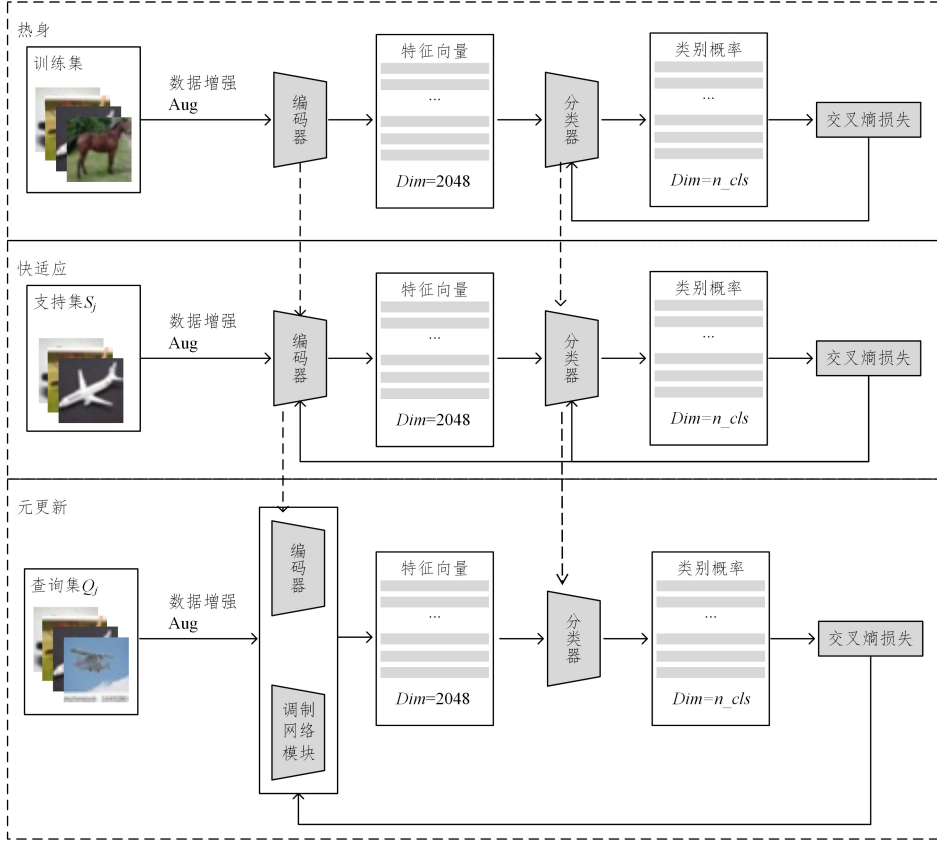 热身
训练集
数据增强
Aug
编码器
特征向量
...
Dim=2048
分类器
类别概率
...
Dim=n_cls
交叉熵损失
快适应
支持集Sj
数据增强
Aug
编码器
特征向量
...
Dim=2048
分类器
类别概率
...
Dim=n_cls
交叉熵损失
元更新
查询集Qj
数据增强
Aug
编码器
调制
网络
模块
特征向量
...
Dim=2048
分类器
类别概率
...
Dim=n_cls
交叉熵损失